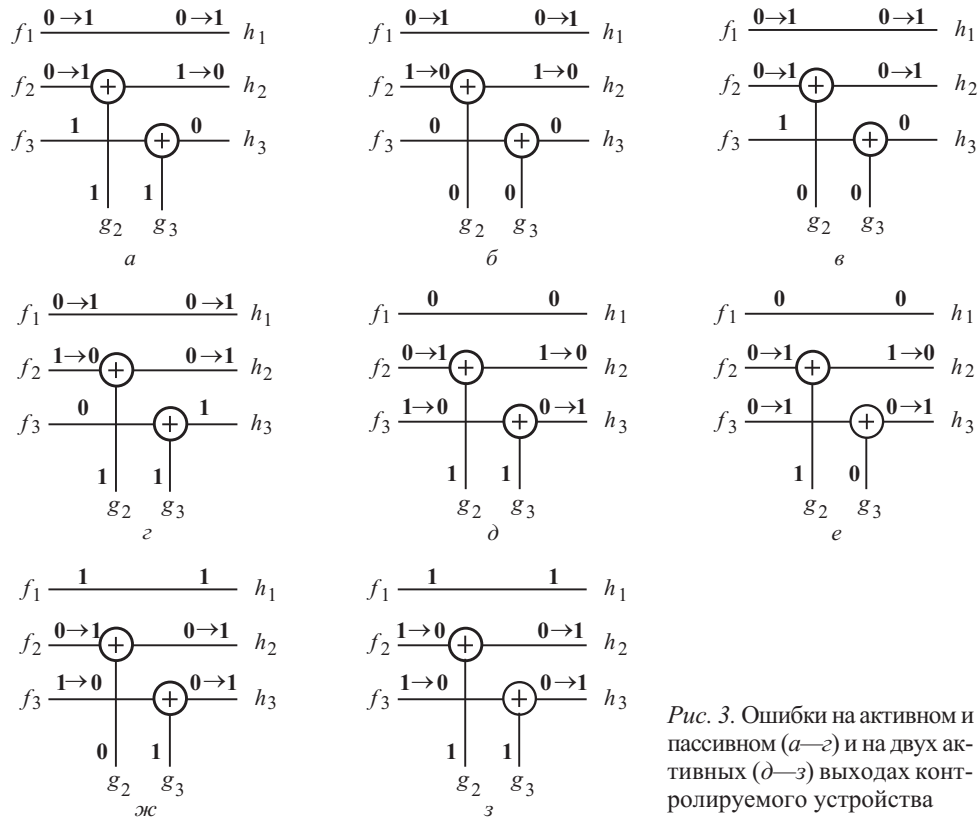 0→1 0→1
f1 h1
0→1 1→0
f2 + h2
1 0
f3 + h3
1 1
g2 g3
а
0→1 0→1
f1 h1
1→0 1→0
f2 + h2
0 0
f3 + h3
0 0
g2 g3
б
0→1 0→1
f1 h1
0→1 0→1
f2 + h2
1 0
f3 + h3
0 0
g2 g3
в
0→1 0→1
f1 h1
1→0 0→1
f2 + h2
0 1
f3 + h3
1 1
g2 g3
г
0 0
f1 h1
0→1 1→0
f2 + h2
1→0 0→1
f3 + h3
1 1
g2 g3
д
0 0
f1 h1
0→1 1→0
f2 + h2
0→1 0→1
f3 + h3
1 0
g2 g3
е
1 1
f1 h1
0→1 0→1
f2 + h2
1→0 0→1
f3 + h3
0 1
g2 g3
ж
1 1
f1 h1
1→0 0→1
f2 + h2
1→0 0→1
f3 + h3
1 1
g2 g3
з
Рис. 3. Ошибки на активном и
пассивном (а—г) и на двух ак-
тивных (д—з) выходах конт-
ролируемого устройства